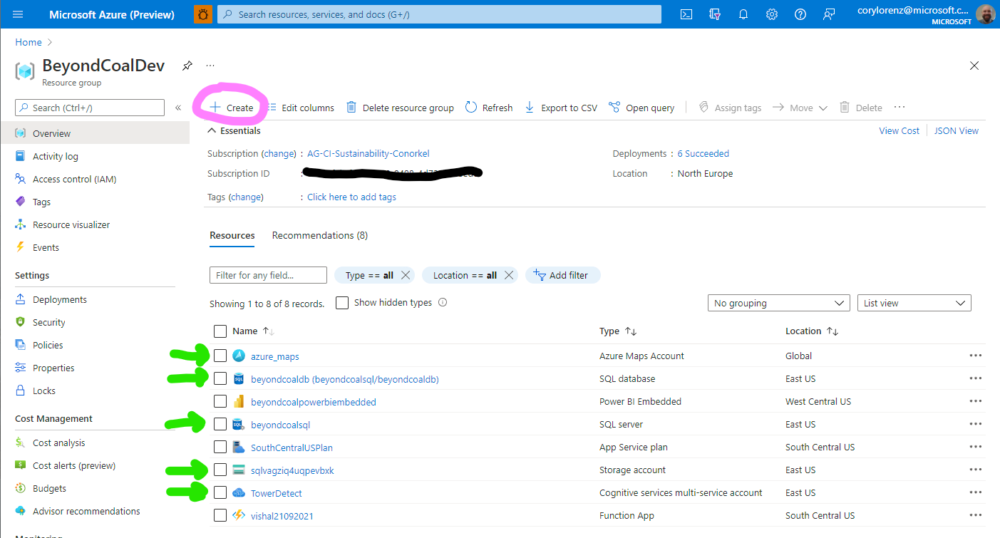 Microsoft Azure (Preview) Search resources, services, and docs (G+/) corylorenz@microsoft.c...
MICROSOFT
Home
BeyondCoalDev ...
Resource group
Search (Ctrl+/) « + Create Edit columns Delete resource group Refresh Export to CSV Open query Assign tags Move Delete ...
Overview
Activity log
Access control (IAM)
Tags
Resource visualizer
Events
Settings
Deployments
Security
Policies
Properties
Locks
Cost Management
Cost analysis
Cost alerts (preview)
Budgets
Advisor recommendations
Essentials View Cost JSON View
Subscription (change) : AG-CI-Sustainability-Conorkel Deployments : 6 Succeeded
Subscription ID : Location : North Europe
Tags (change) : Click here to add tags
Resources Recommendations (8)
Filter for any field... Type == all Location == all Add filter
Showing 1 to 8 of 8 records. Show hidden types No grouping List view
Name Type Location
azure_maps Azure Maps Account Global
beyondcoaldb (beyondcoalsql/beyondcoaldb) SQL database East US
beyondcoalpowerbiembedded Power BI Embedded West Central US
beyondcoalsql SQL server East US
SouthCentralUSPlan App Service plan South Central US
sqlvagziq4uqpevbxk Storage account East US
TowerDetect Cognitive services multi-service account East US
vishal21092021 Function App South Central US